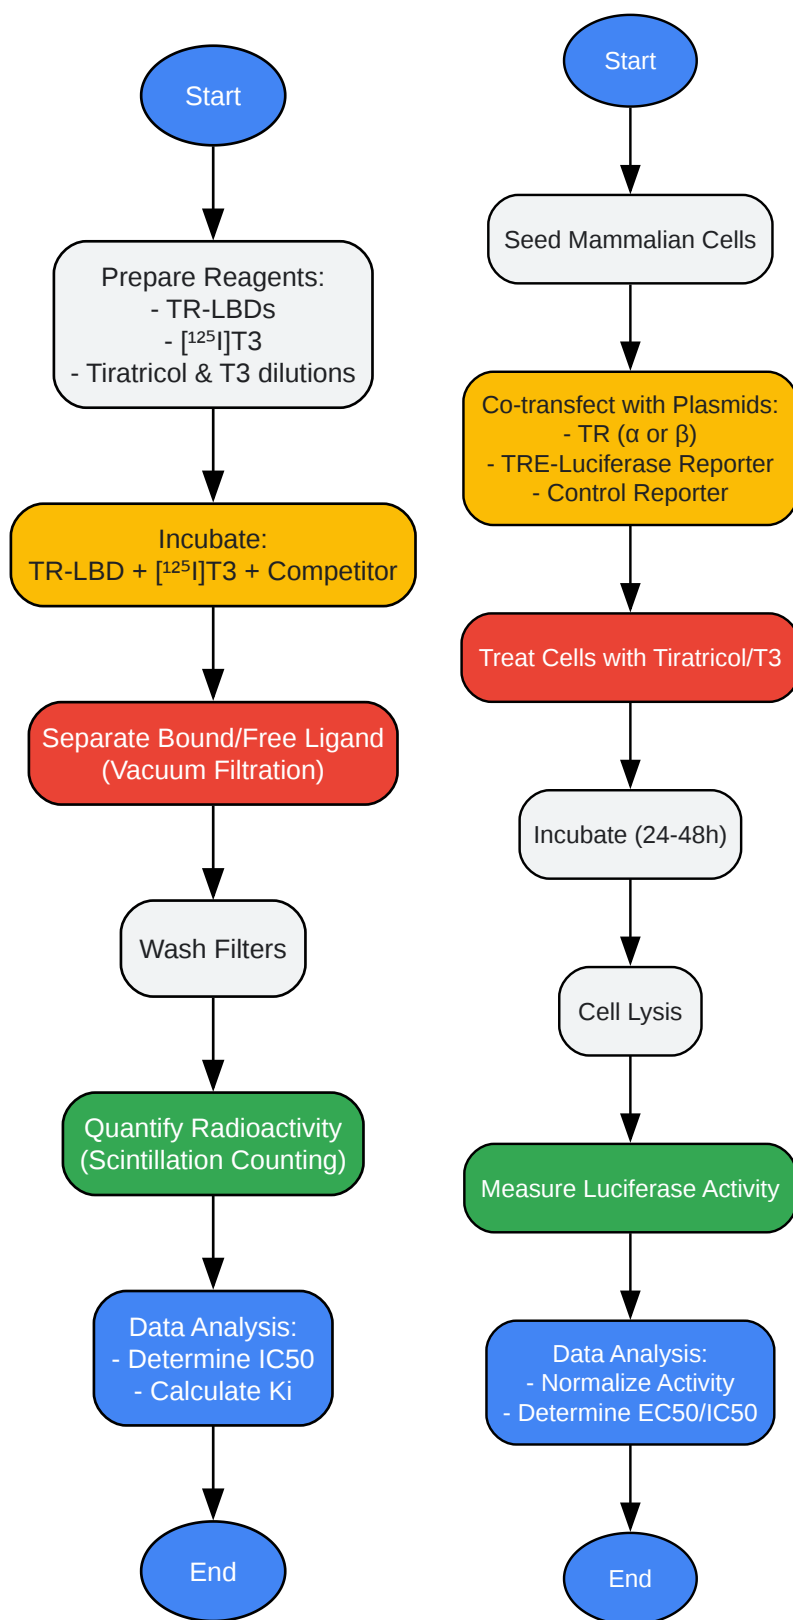 Start
Prepare Reagents:
- TR-LBDs
- [¹²⁵I]T3
- Tiratricol & T3 dilutions
Incubate:
TR-LBD + [¹²⁵I]T3 + Competitor
Separate Bound/Free Ligand
(Vacuum Filtration)
Wash Filters
Quantify Radioactivity
(Scintillation Counting)
Data Analysis:
- Determine IC50
- Calculate Ki
End
Start
Seed Mammalian Cells
Co-transfect with Plasmids:
- TR (α or β)
- TRE-Luciferase Reporter
- Control Reporter
Treat Cells with Tiratricol/T3
Incubate (24-48h)
Cell Lysis
Measure Luciferase Activity
Data Analysis:
- Normalize Activity
- Determine EC50/IC50
End